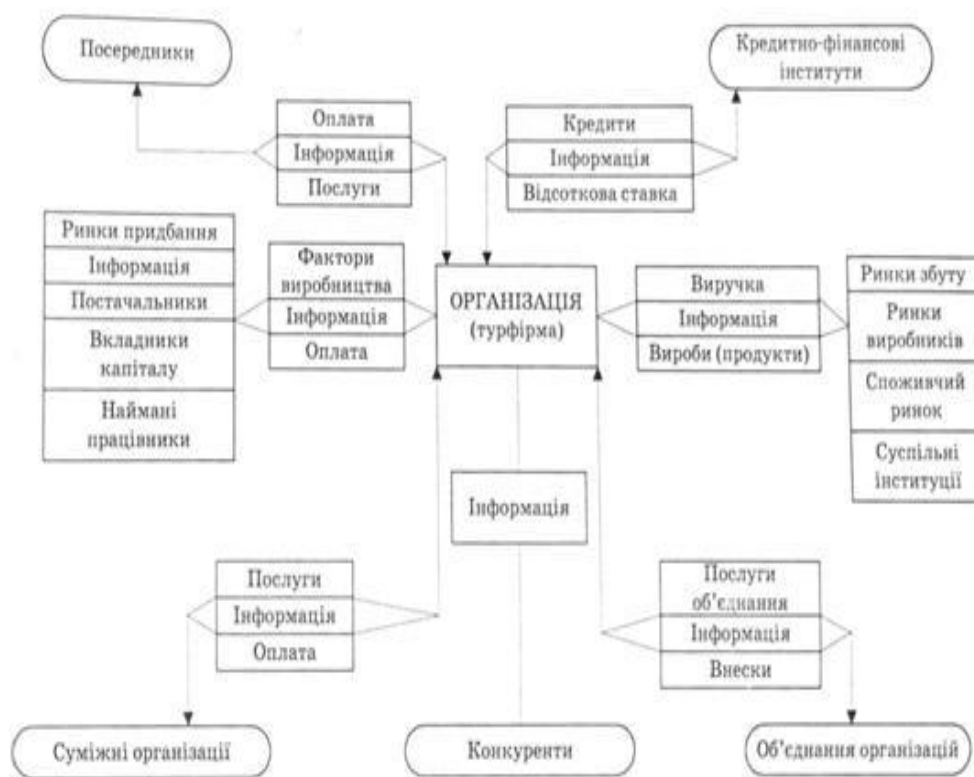 Посередники
Кредитно-фінансові
інститути
Оплата
Інформація
Послуги
Кредити
Інформація
Відсоткова ставка
Ринки придбання
Інформація
Постачальники
Вкладники
капіталу
Наймані
працівники
Фактори
виробництва
Інформація
Оплата
ОРГАНІЗАЦІЯ
(турфірма)
Виручка
Інформація
Вироби (продукти)
Ринки збуту
Ринки
виробників
Споживчий
ринок
Суспільні
інституції
Інформація
Послуги
Інформація
Оплата
Послуги
об’єднання
Інформація
Внески
Суміжні організації
Конкуренти
Об’єднання організацій